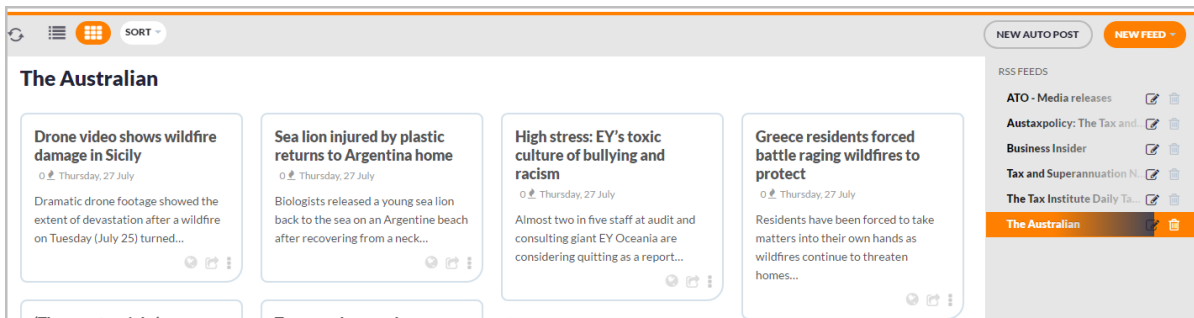 SORT
NEW AUTO POST
NEW FEED
The Australian
Drone video shows wildfire
damage in Sicily
0 Thursday, 27 July
Dramatic drone footage showed the
extent of devastation after a wildfire
on Tuesday (July 25) turned...
Sea lion injured by plastic
returns to Argentina home
0 Thursday, 27 July
Biologists released a young sea lion
back to the sea on an Argentine beach
after recovering from a neck...
High stress: EY’s toxic
culture of bullying and
racism
0 Thursday, 27 July
Almost two in five staff at audit and
consulting giant EY Oceania are
considering quitting as a report...
Greece residents forced
battle raging wildfires to
protect
0 Thursday, 27 July
Residents have been forced to take
matters into their own hands as
wildfires continue to threaten
homes...
RSS FEEDS
ATO - Media releases
Austaxpolicy: The Tax and...
Business Insider
Tax and Superannuation N...
The Tax Institute Daily Ta...
The Australian